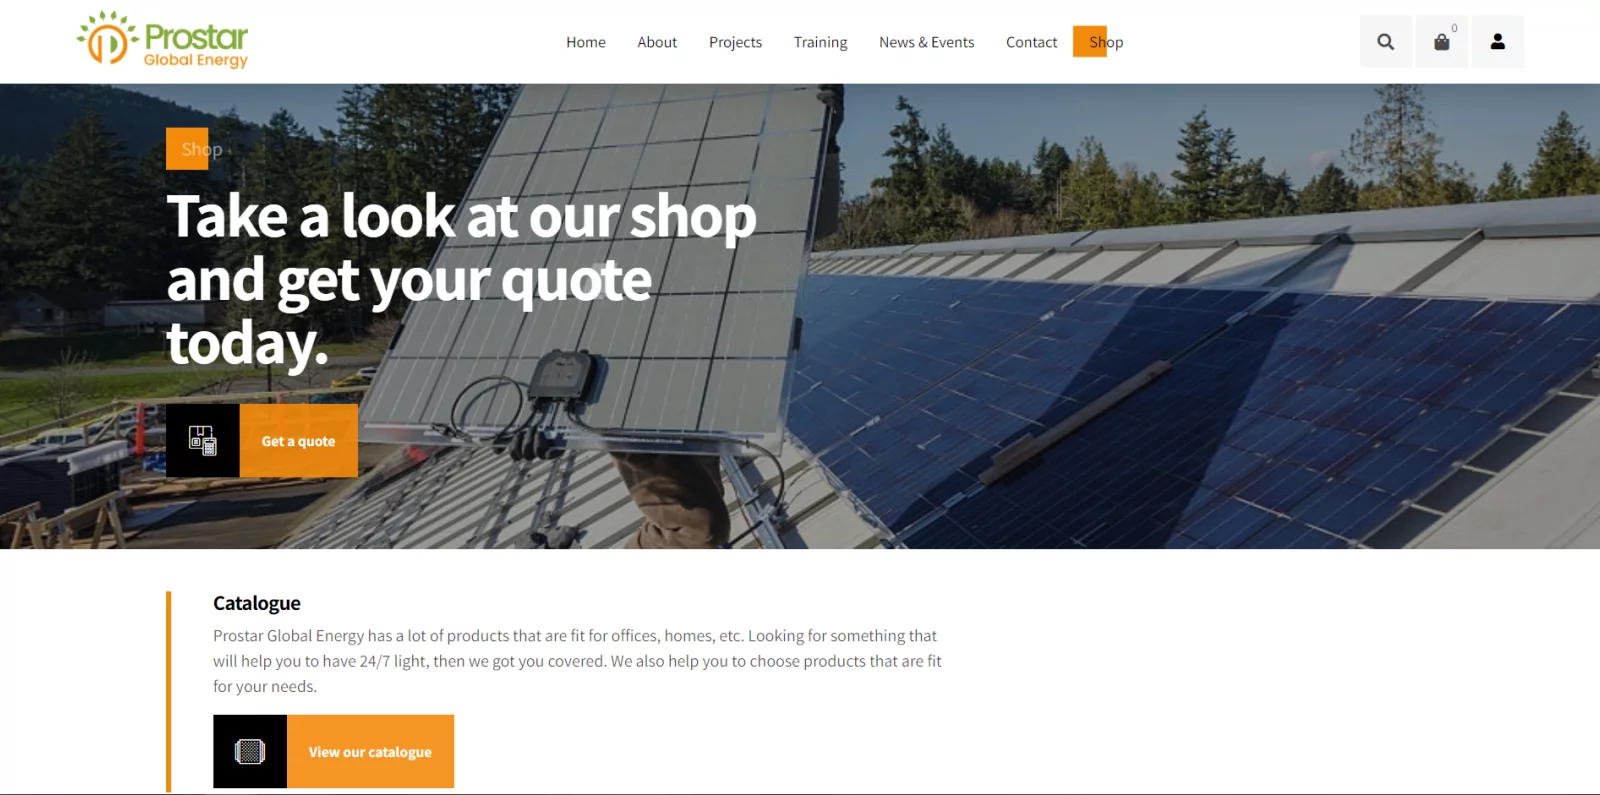 Prostar
Global Energy
Home About Projects Training News & Events Contact Shop
0
Shop
Take a look at our shop
and get your quote
today.
Get a quote
Catalogue
Prostar Global Energy has a lot of products that are fit for offices, homes, etc. Looking for something that
will help you to have 24/7 light, then we got you covered. We also help you to choose products that are fit
for your needs.
View our catalogue